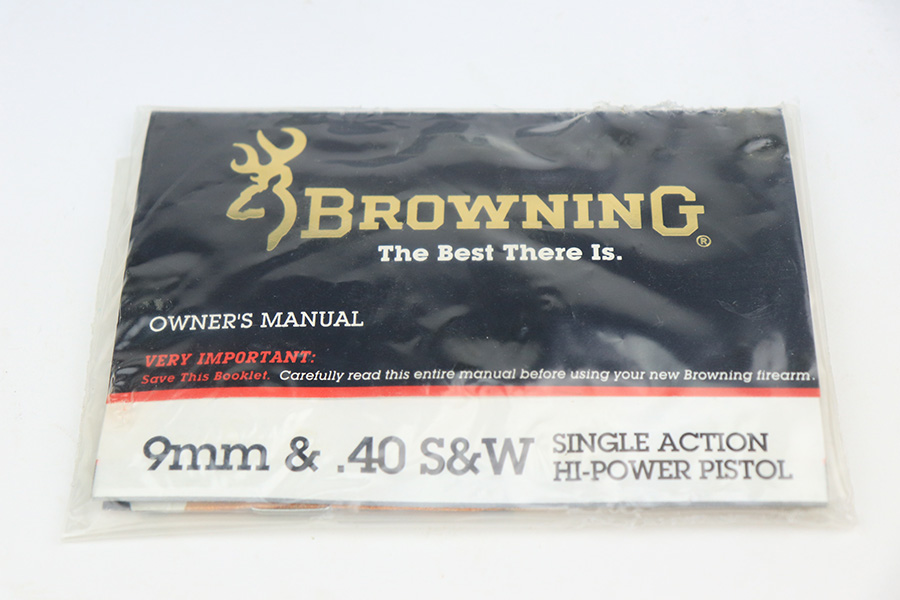 BROWNING®
The Best There Is.
OWNER'S MANUAL
VERY IMPORTANT:
Save This Booklet. Carefully read this entire manual before using your new Browning firearm.
9mm & .40 S&W SINGLE ACTION
HI-POWER PISTOL